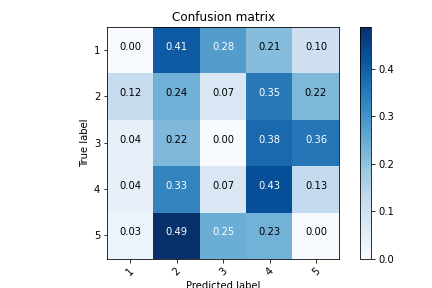 Confusion matrix
1 0.00 0.41 0.28 0.21 0.10
2 0.12 0.24 0.07 0.35 0.22
3 0.04 0.22 0.00 0.38 0.36
4 0.04 0.33 0.07 0.43 0.13
5 0.03 0.49 0.25 0.23 0.00
1 2 3 4 5
True label
Predicted label
0.4
0.3
0.2
0.1
0.0